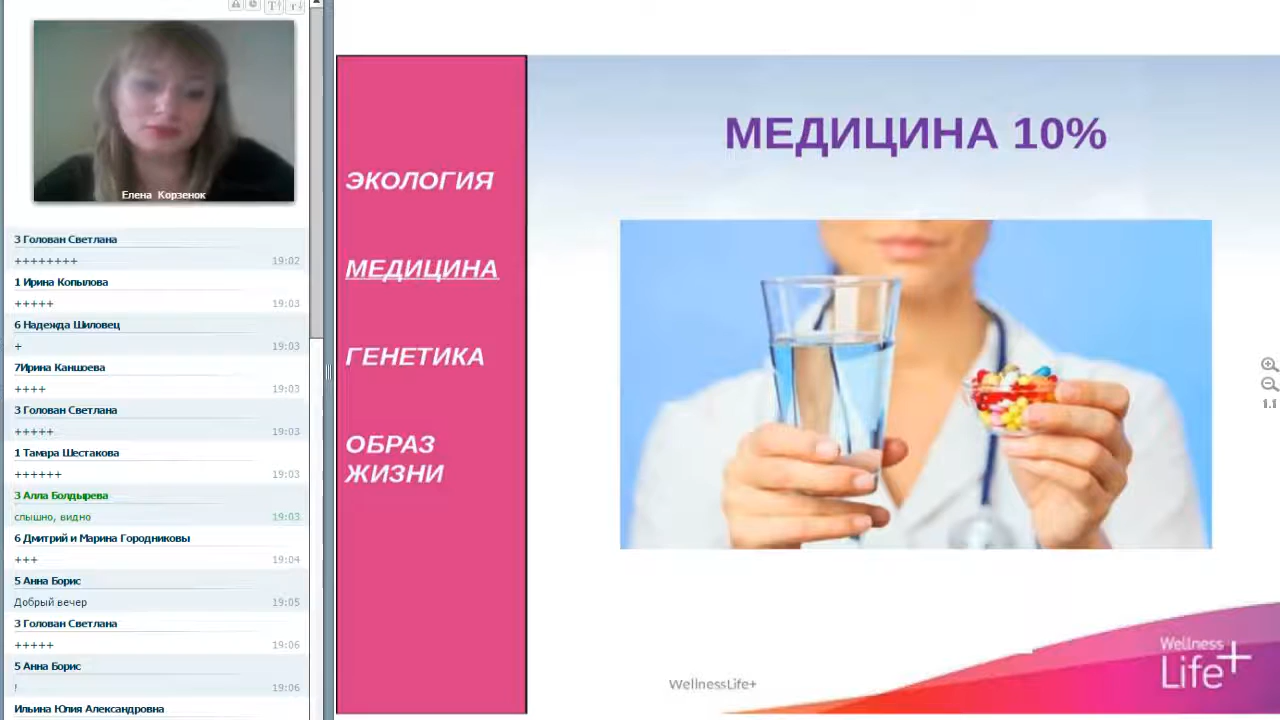 Елена Корзенок
3 Голован Светлана
++++++++ 19:02
1 Ирина Копылова
+++++ 19:03
6 Надежда Шиловец
+ 19:03
7Ирина Каншоева
++++ 19:03
3 Голован Светлана
+++++ 19:03
1 Тамара Шестакова
++++++ 19:03
3 Алла Болдырева
слышно, видно 19:03
6 Дмитрий и Марина Городниковы
+++ 19:04
5 Анна Борис
Добрый вечер 19:05
3 Голован Светлана
+++++ 19:06
5 Анна Борис
! 19:06
Ильина Юлия Александровна
ЭКОЛОГИЯ
МЕДИЦИНА
ГЕНЕТИКА
ОБРАЗ
ЖИЗНИ
МЕДИЦИНА 10%
WellnessLife+
Wellness
Life+
1.1